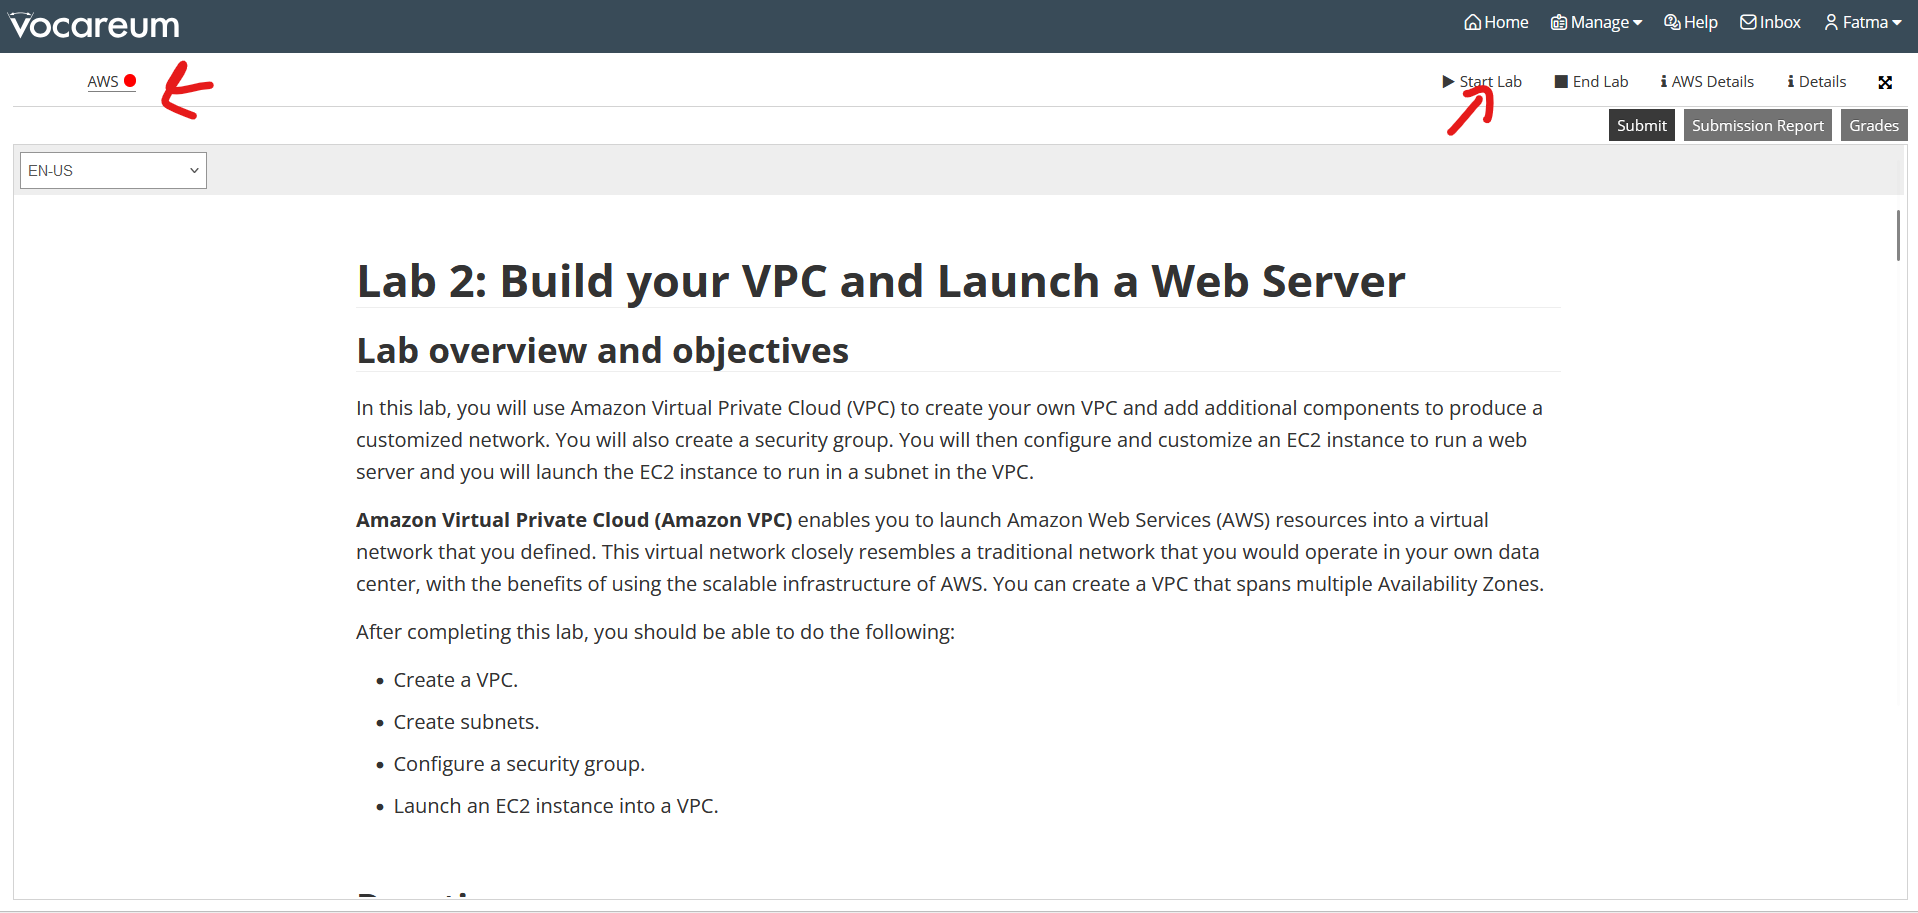 Vocareum
Home Manage Help Inbox Fatma
AWS
Start Lab End Lab AWS Details Details
Submit Submission Report Grades
EN-US
Lab 2: Build your VPC and Launch a Web Server
Lab overview and objectives
In this lab, you will use Amazon Virtual Private Cloud (VPC) to create your own VPC and add additional components to produce a
customized network. You will also create a security group. You will then configure and customize an EC2 instance to run a web
server and you will launch the EC2 instance to run in a subnet in the VPC.
Amazon Virtual Private Cloud (Amazon VPC) enables you to launch Amazon Web Services (AWS) resources into a virtual
network that you defined. This virtual network closely resembles a traditional network that you would operate in your own data
center, with the benefits of using the scalable infrastructure of AWS. You can create a VPC that spans multiple Availability Zones.
After completing this lab, you should be able to do the following:
• Create a VPC.
• Create subnets.
• Configure a security group.
• Launch an EC2 instance into a VPC.